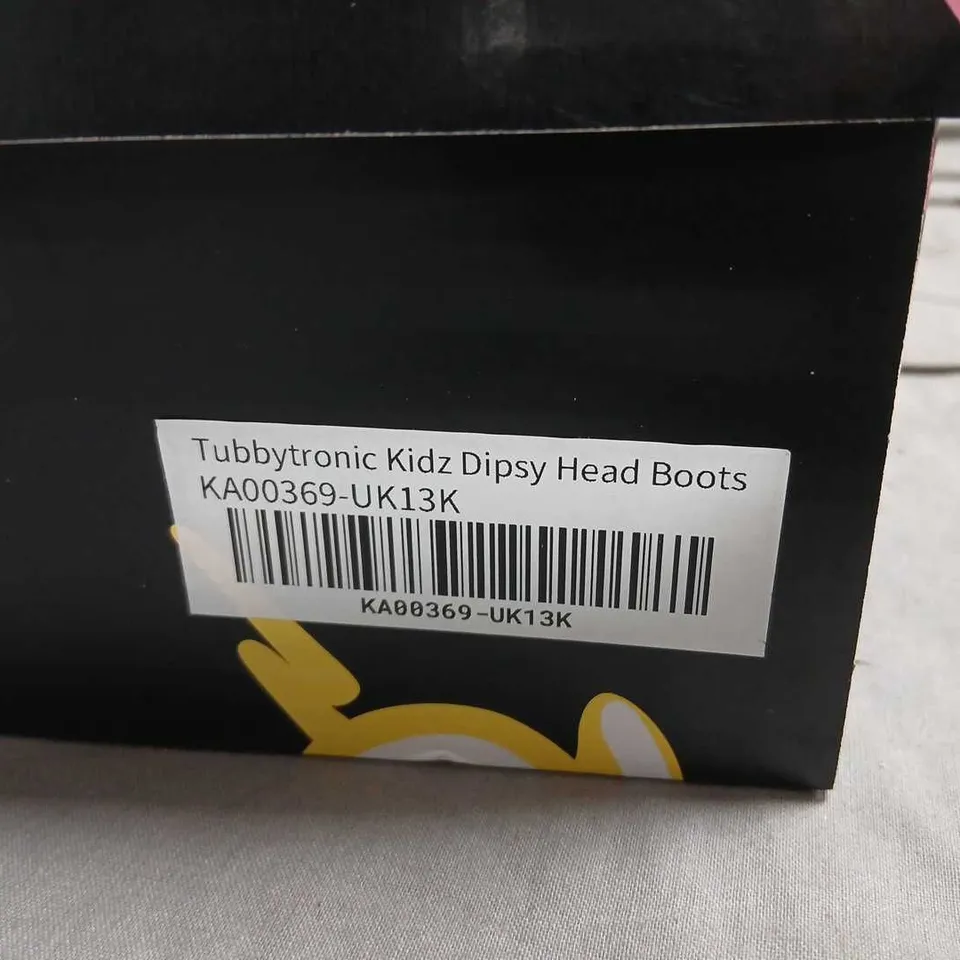 Tubbytronic Kidz Dipsy Head Boots
KA00369-UK13K
KA00369-UK13K